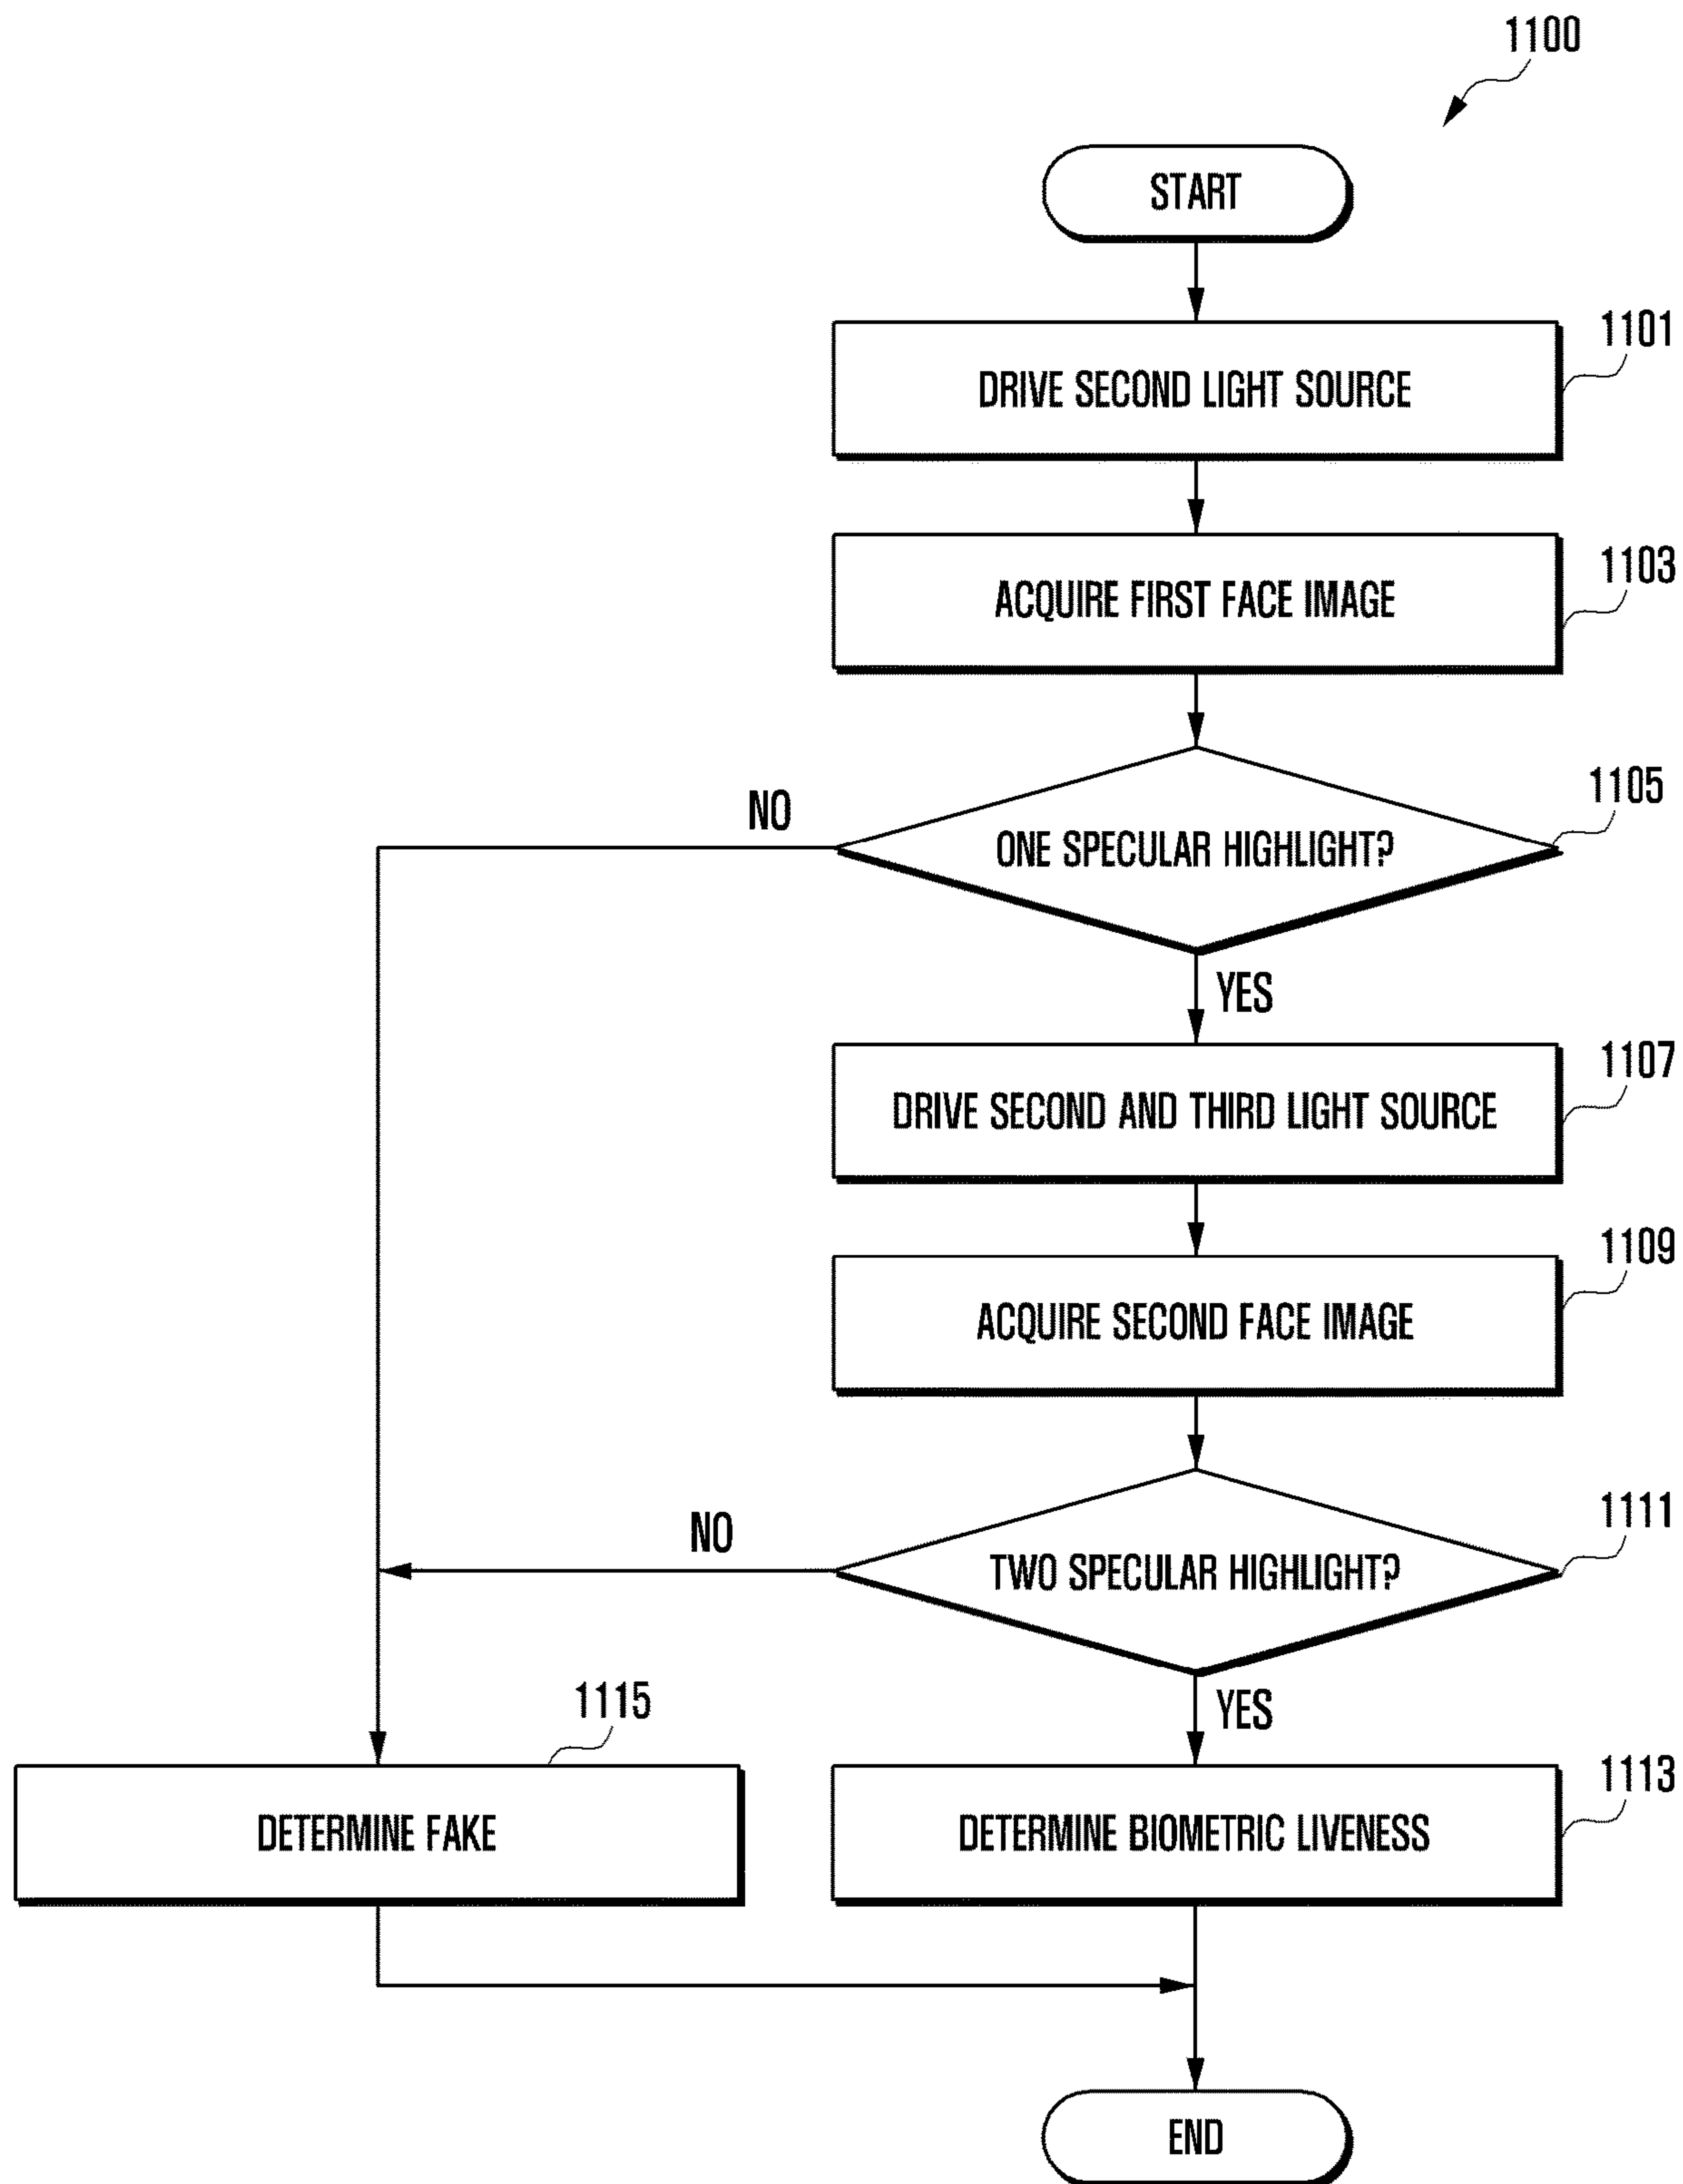 1100
START
1101
DRIVE SECOND LIGHT SOURCE
1103
ACQUIRE FIRST FACE IMAGE
1105
NO
ONE SPECULAR HIGHLIGHT?
YES
1107
DRIVE SECOND AND THIRD LIGHT SOURCE
1109
ACQUIRE SECOND FACE IMAGE
1111
NO
TWO SPECULAR HIGHLIGHT?
YES
1115
1113
DETERMINE FAKE
DETERMINE BIOMETRIC LIVENESS
END